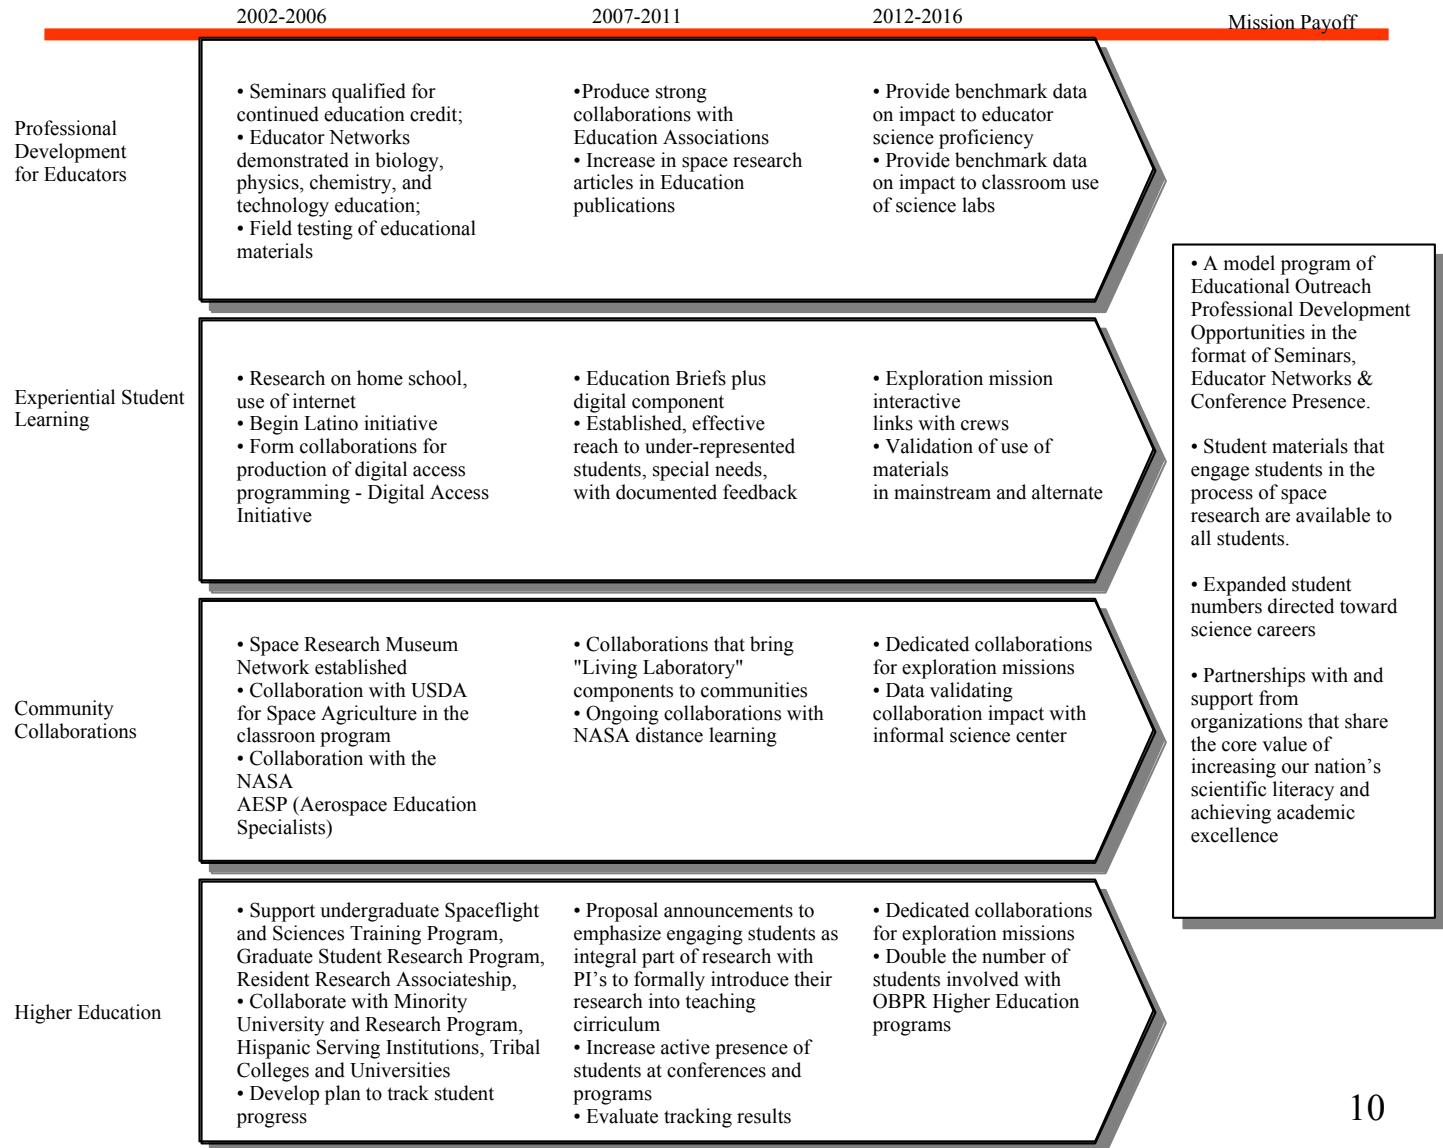 2002-2006
2007-2011
2012-2016
Mission Payoff
Professional
Development
for Educators
• Seminars qualified for
continued education credit;
• Educator Networks
demonstrated in biology,
physics, chemistry, and
technology education;
• Field testing of educational
materials
•Produce strong
collaborations with
Education Associations
• Increase in space research
articles in Education
publications
• Provide benchmark data
on impact to educator
science proficiency
• Provide benchmark data
on impact to classroom use
of science labs
Experiential Student
Learning
• Research on home school,
use of internet
• Begin Latino initiative
• Form collaborations for
production of digital access
programming - Digital Access
Initiative
• Education Briefs plus
digital component
• Established, effective
reach to under-represented
students, special needs,
with documented feedback
• Exploration mission
interactive
links with crews
• Validation of use of
materials
in mainstream and alternate
Community
Collaborations
• Space Research Museum
Network established
• Collaboration with USDA
for Space Agriculture in the
classroon program
• Collaboration with the
NASA
AESP (Aerospace Education
Specialists)
• Collaborations that bring
"Living Laboratory"
components to communities
• Ongoing collaborations with
NASA distance learning
• Dedicated collaborations
for exploration missions
• Data validating
collaboration impact with
informal science center
Higher Education
• Support undergraduate Spaceflight
and Sciences Training Program,
Graduate Student Research Program,
Resident Research Associateship,
• Collaborate with Minority
University and Research Program,
Hispanic Serving Institutions, Tribal
Colleges and Universities
• Develop plan to track student
progress
• Proposal announcements to
emphasize engaging students as
integral part of research with
PI's to formally introduce their
research into teaching
cirriculum
• Increase active presence of
students at conferences and
programs
• Evaluate tracking results
• Dedicated collaborations
for exploration missions
• Double the number of
students involved with
OBPR Higher Education
programs
• A model program of
Educational Outreach
Professional Development
Opportunities in the
format of Seminars,
Educator Networks &
Conference Presence.
• Student materials that
engage students in the
process of space
research are available to
all students.
• Expanded student
numbers directed toward
science careers
• Partnerships with and
support from
organizations that share
the core value of
increasing our nation’s
scientific literacy and
achieving academic
excellence
10